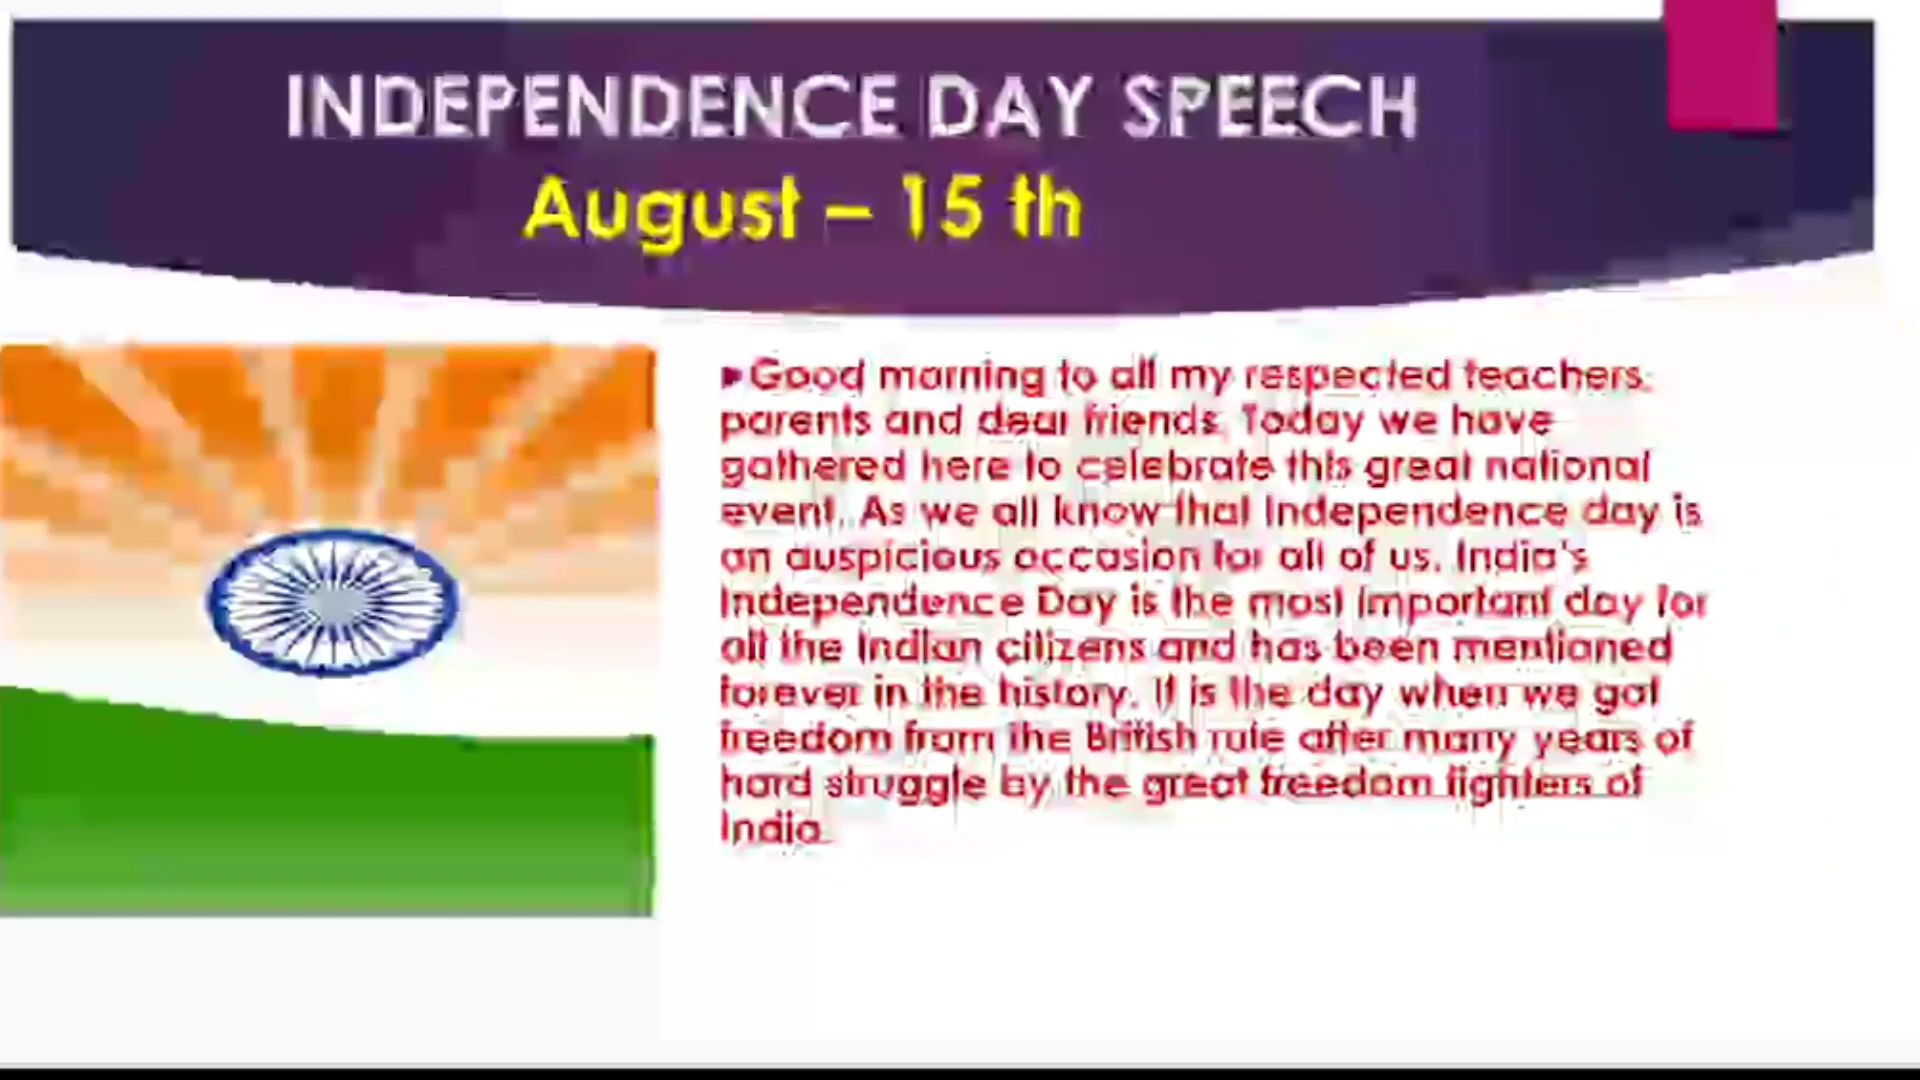 INDEPENDENCE DAY SPEECH
August – 15 th
Good morning to all my respected teachers,
parents and dear friends. Today we have
gathered here to celebrate this great national
event. As we all know that Independence day is
an auspicious occasion for all of us. India's
Independence Day is the most important day for
all the Indian citizens and has been mentioned
forever in the history. It is the day when we got
freedom from the British rule after many years of
hard struggle by the great freedom fighters of
India.